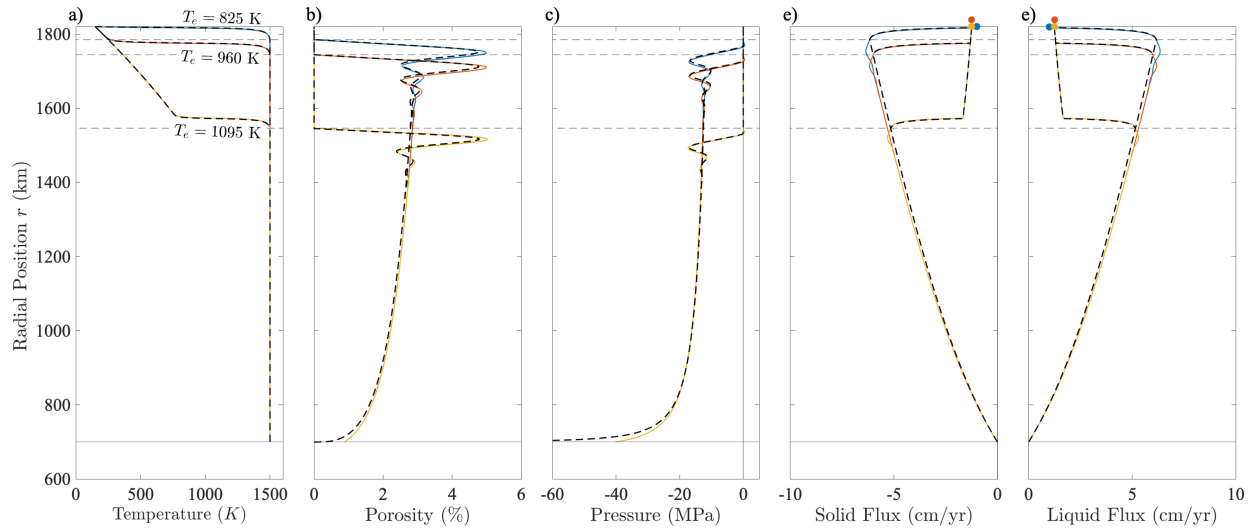 a)
b)
c)
e)
e)
T_e = 825 K
T_e = 960 K
T_e = 1095 K
Radial Position r (km)
1800
1600
1400
1200
1000
800
600
0 500 1000 1500
0 2 4 6
-60 -40 -20 0
-10 -5 0
0 5 10
Temperature (K)
Porosity (%)
Pressure (MPa)
Solid Flux (cm/yr)
Liquid Flux (cm/yr)